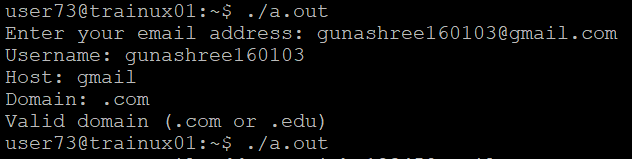 user73@trainux01:~$ ./a.out
Enter your email address: gunashree160103@gmail.com
Username: gunashree160103
Host: gmail
Domain: .com
Valid domain (.com or .edu)
user73@trainux01:~$ ./a.out